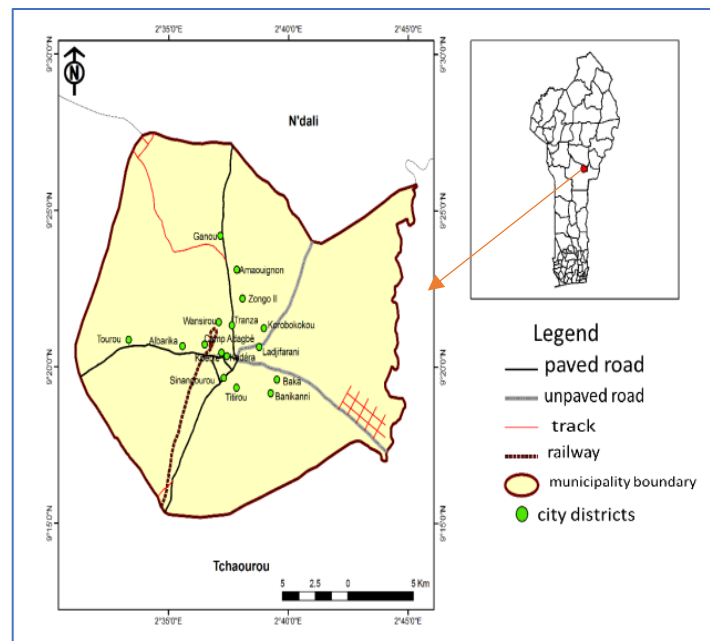 2°35'0"E 2°40'0"E 2°45'0"E
N
N'dali
Ganou
Amaouignon
Zongo II
Wansirou
Tranza
Korobokokou
Tourou
Albarika
Camp Adagbè
Ladjifarani
Kadéra
Sinangourou
Baka
Titirou
Banikanni
Tchaourou
5 2.5 0 5 Km
2°35'0"E 2°40'0"E 2°45'0"E
9°30'0"N
9°25'0"N
9°20'0"N
9°15'0"N
9°30'0"N
9°25'0"N
9°20'0"N
9°15'0"N
Legend
paved road
unpaved road
track
railway
municipality boundary
city districts